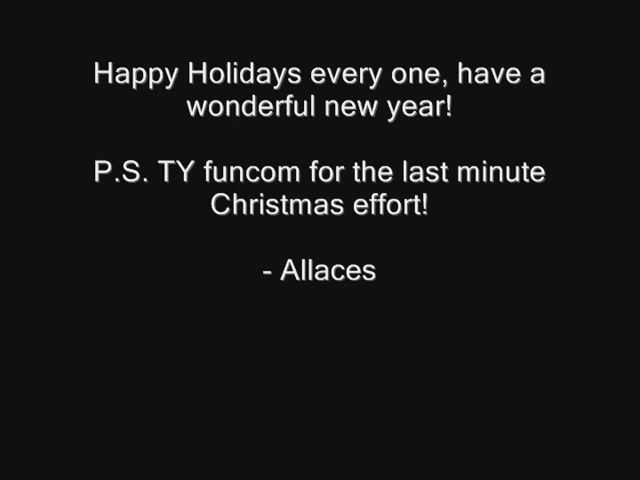 Happy Holidays every one, have a
wonderful new year!
P.S. TY funcom for the last minute
Christmas effort!
- Allaces